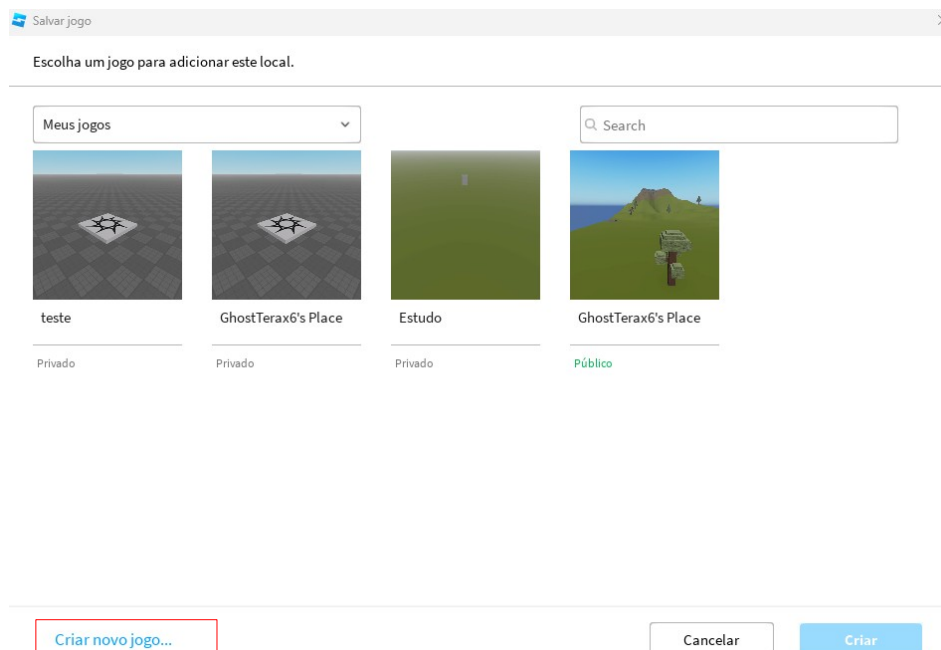 Salvar jogo
Escolha um jogo para adicionar este local.
Meus jogos
Search
teste
GhostTerax6's Place
Estudo
GhostTerax6's Place
Privado
Privado
Privado
Público
Criar novo jogo...
Cancelar
Criar